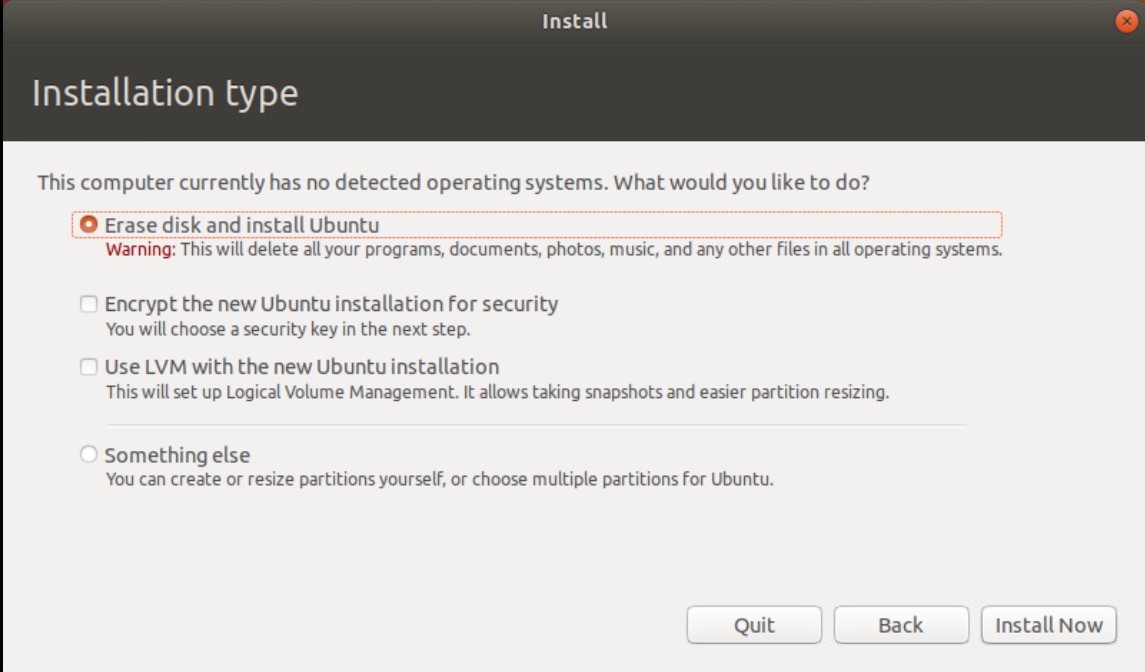 Install
Installation type
This computer currently has no detected operating systems. What would you like to do?
Erase disk and install Ubuntu
Warning: This will delete all your programs, documents, photos, music, and any other files in all operating systems.
Encrypt the new Ubuntu installation for security
You will choose a security key in the next step.
Use LVM with the new Ubuntu installation
This will set up Logical Volume Management. It allows taking snapshots and easier partition resizing.
Something else
You can create or resize partitions yourself, or choose multiple partitions for Ubuntu.
Quit Back Install Now